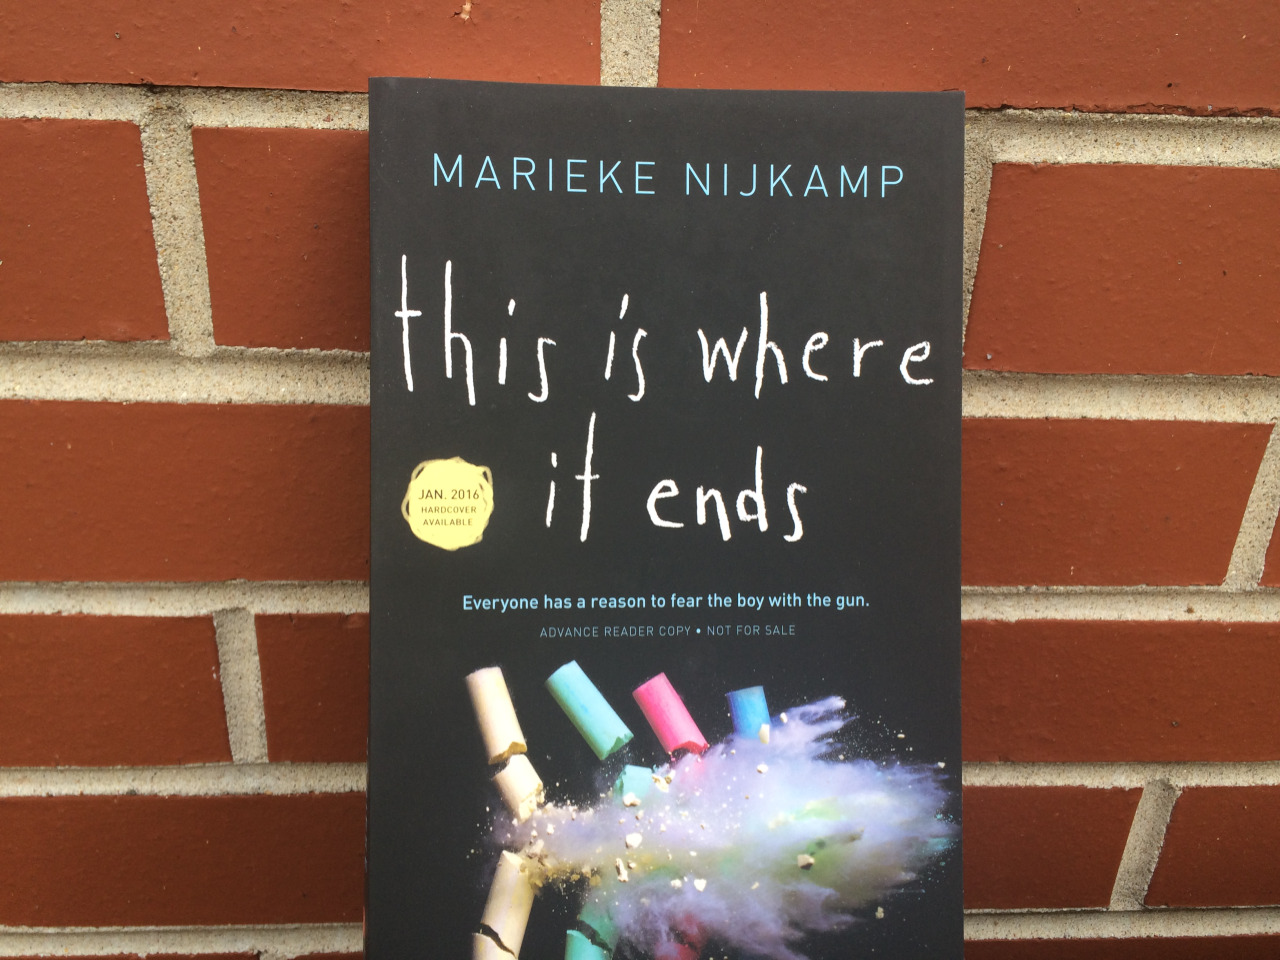 MARIEKE NIJKAMP
this is where
it ends
JAN. 2016
HARDCOVER
AVAILABLE
Everyone has a reason to fear the boy with the gun.
ADVANCE READER COPY • NOT FOR SALE